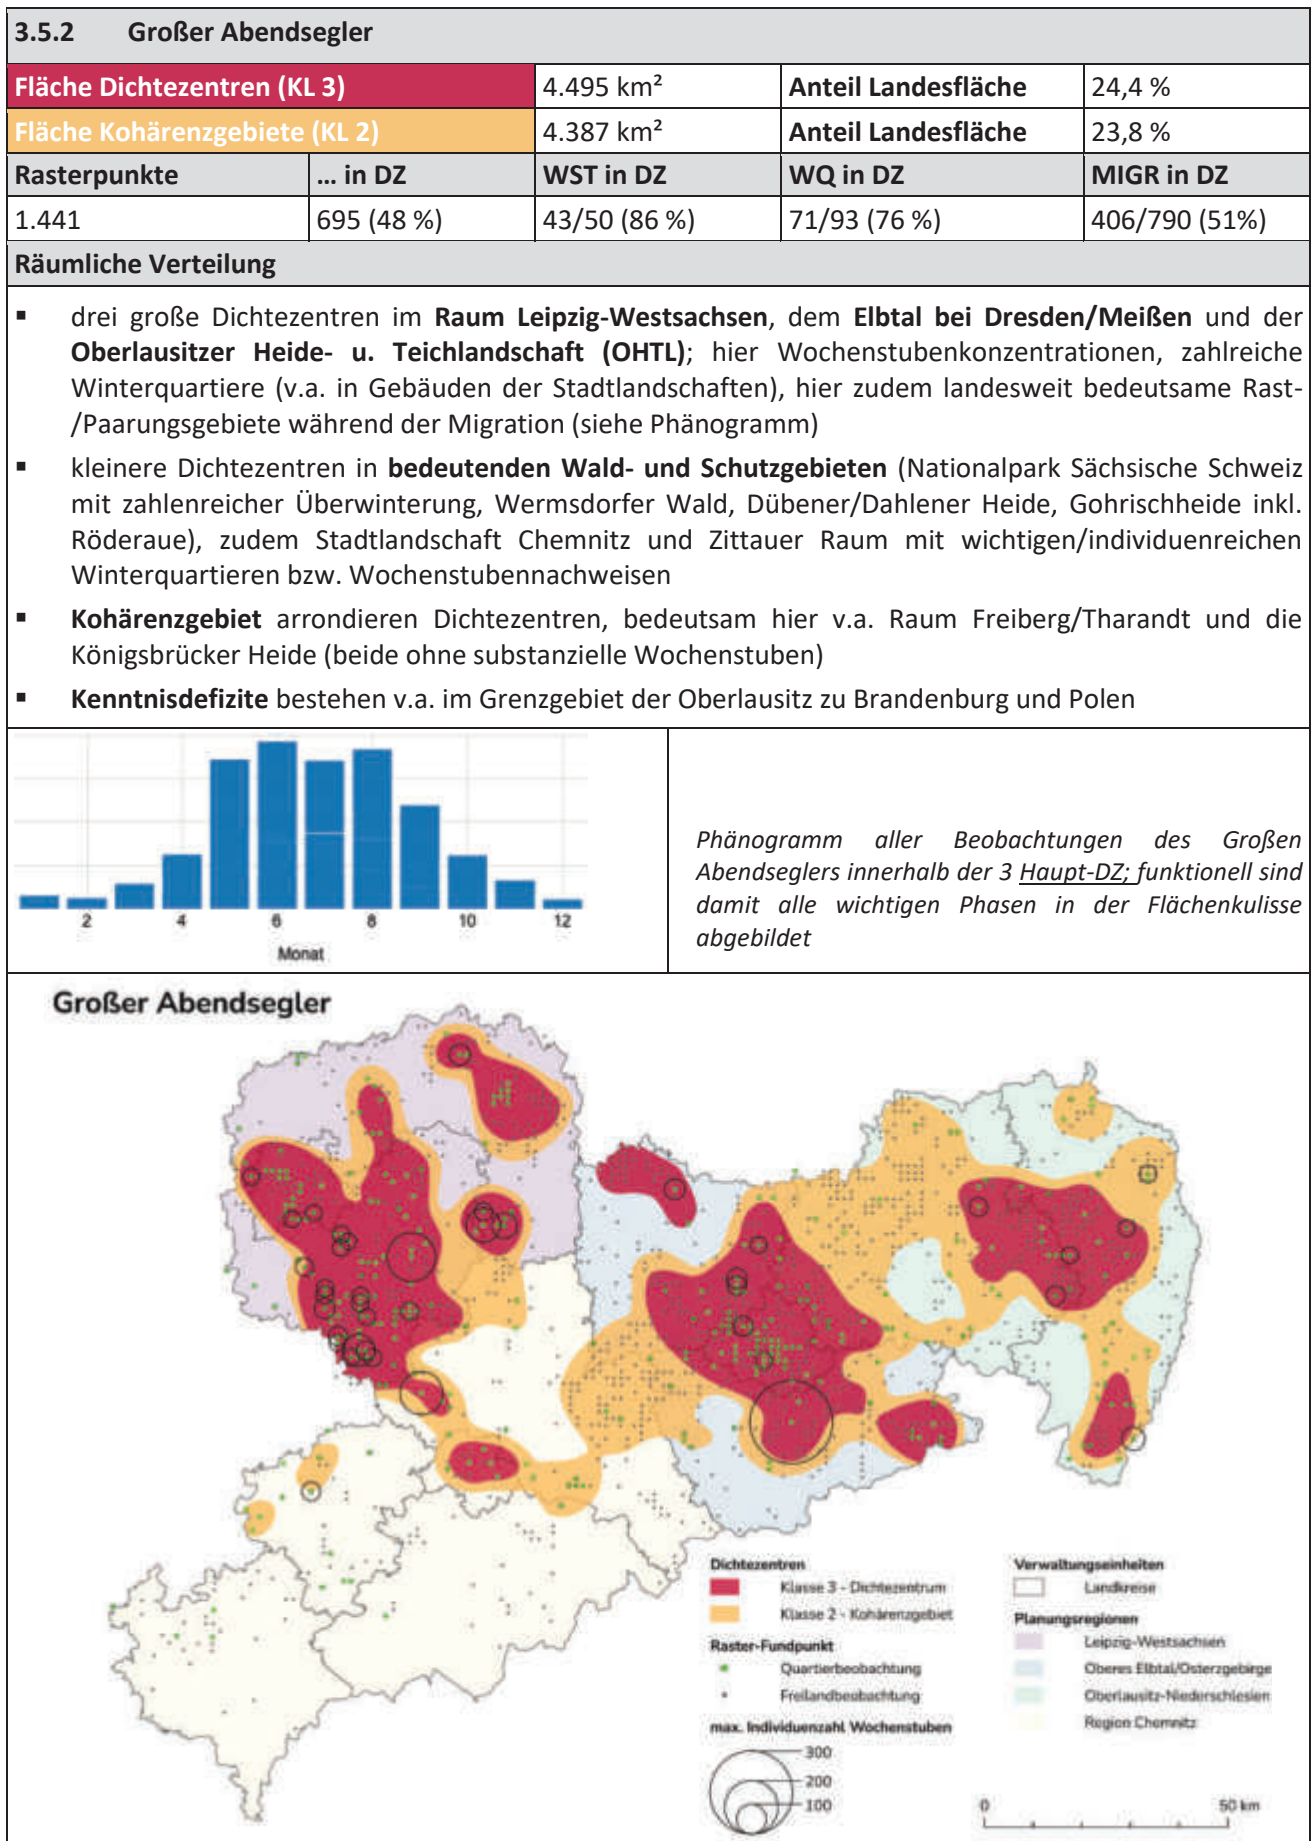 3.5.2 Großer Abendsegler
Fläche Dichtezentren (KL 3) 4.495 km² Anteil Landesfläche 24,4 %
Fläche Kohärenzgebiete (KL 2) 4.387 km² Anteil Landesfläche 23,8 %
Rasterpunkte … in DZ WST in DZ WQ in DZ MIGR in DZ
1.441 695 (48 %) 43/50 (86 %) 71/93 (76 %) 406/790 (51%)
Räumliche Verteilung
▪ drei große Dichtezentren im Raum Leipzig-Westsachsen, dem Elbtal bei Dresden/Meißen und der
Oberlausitzer Heide- u. Teichlandschaft (OHTL); hier Wochenstubenkonzentrationen, zahlreiche
Winterquartiere (v.a. in Gebäuden der Stadtlandschaften), hier zudem landesweit bedeutsame Rast-
/Paarungsgebiete während der Migration (siehe Phänogramm)
▪ kleinere Dichtezentren in bedeutenden Wald- und Schutzgebieten (Nationalpark Sächsische Schweiz
mit zahlenreicher Überwinterung, Wermsdorfer Wald, Dübener/Dahlener Heide, Gohrischheide inkl.
Röderaue), zudem Stadtlandschaft Chemnitz und Zittauer Raum mit wichtigen/individuenreichen
Winterquartieren bzw. Wochenstubennachweisen
▪ Kohärenzgebiet arrondieren Dichtezentren, bedeutsam hier v.a. Raum Freiberg/Tharandt und die
Königsbrücker Heide (beide ohne substanzielle Wochenstuben)
▪ Kenntnisdefizite bestehen v.a. im Grenzgebiet der Oberlausitz zu Brandenburg und Polen
2 4 6 8 10 12
Monat
Phänogramm aller Beobachtungen des Großen
Abendseglers innerhalb der 3 Haupt-DZ; funktionell sind
damit alle wichtigen Phasen in der Flächenkulisse
abgebildet
Großer Abendsegler
Dichtezentren
Klasse 3 - Dichtezentrum
Klasse 2 - Kohärenzgebiet
Raster-Fundpunkt
Quartierbeobachtung
Freilandbeobachtung
max. Individuenzahl Wochenstuben
300
200
100
Verwaltungseinheiten
Landkreise
Planungsregionen
Leipzig-Westsachsen
Oberes Elbtal/Osterzgebirge
Oberlausitz-Niederschlesien
Region Chemnitz
0 50 km